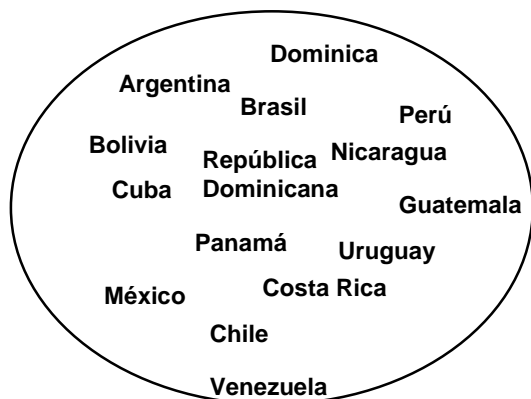 Dominica
Argentina
Brasil
Perú
Bolivia
Nicaragua
República
Dominicana
Cuba
Guatemala
Panamá
Uruguay
Costa Rica
México
Chile
Venezuela